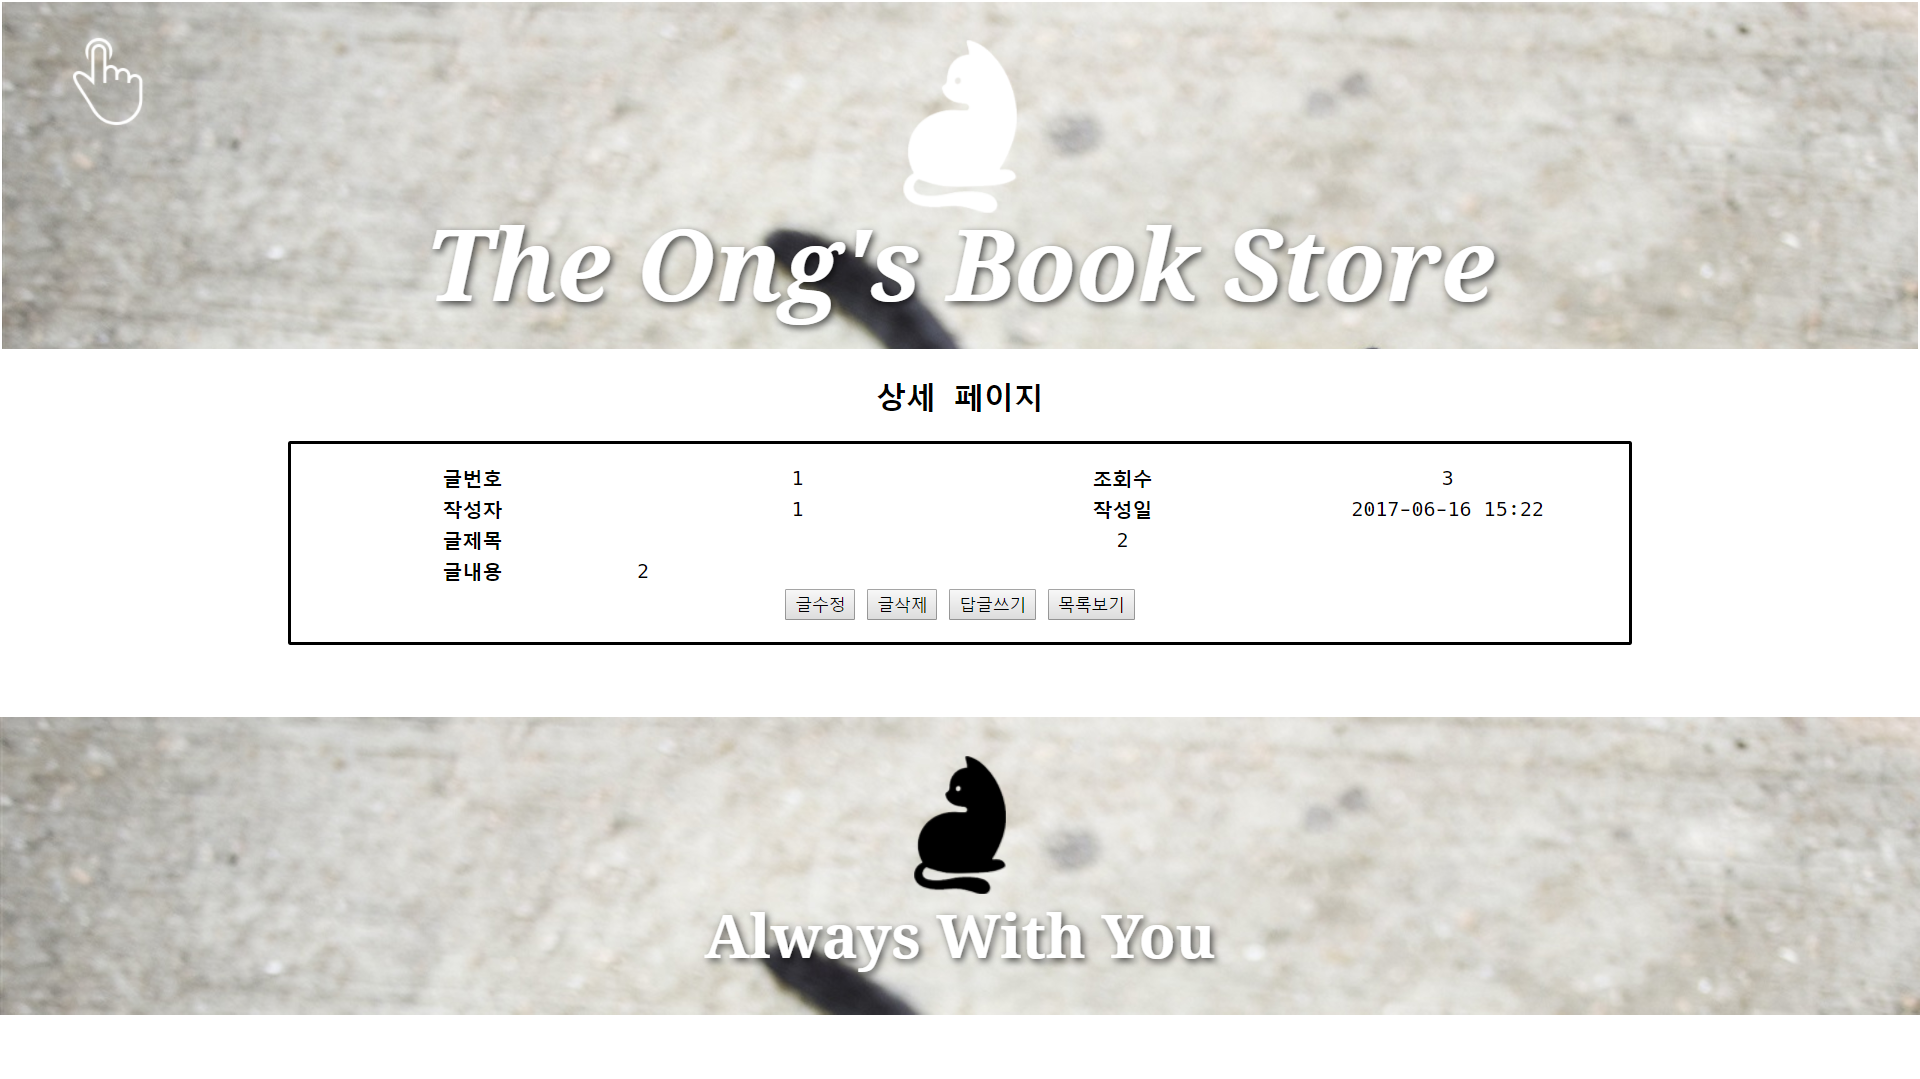 The Ong's Book Store
상세 페이지
글번호 1 조회수 3
작성자 1 작성일 2017-06-16 15:22
글제목 2
글내용 2
글수정 글삭제 답글쓰기 목록보기
Always With You